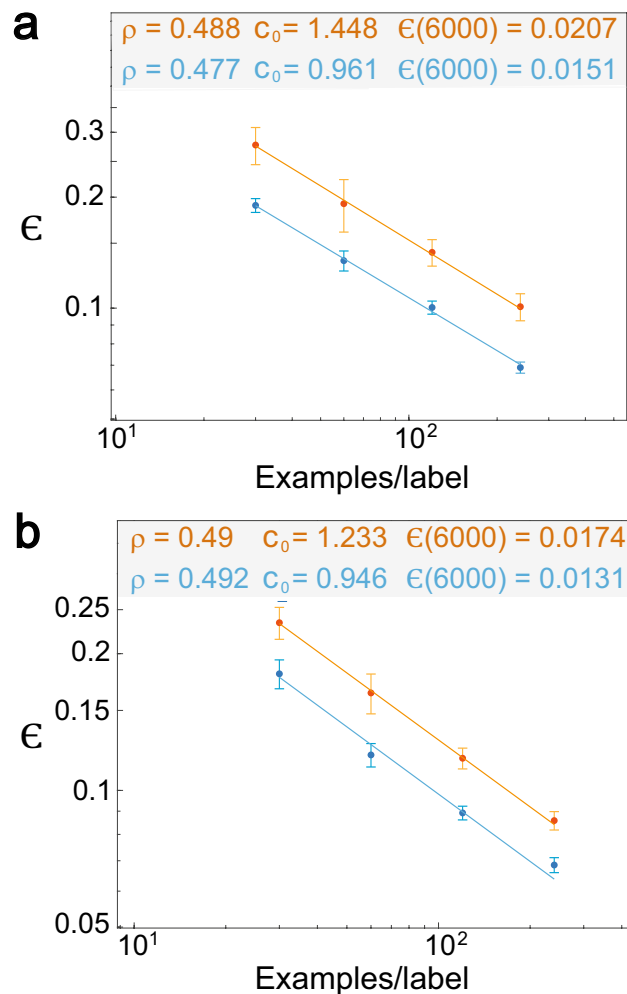 a
ρ = 0.488 c₀ = 1.448 ϵ(6000) = 0.0207
ρ = 0.477 c₀ = 0.961 ϵ(6000) = 0.0151
0.3
0.2
ϵ
0.1
10¹ 10²
Examples/label
b
ρ = 0.49 c₀ = 1.233 ϵ(6000) = 0.0174
ρ = 0.492 c₀ = 0.946 ϵ(6000) = 0.0131
0.25
0.2
0.15
ϵ
0.1
0.05
10¹ 10²
Examples/label